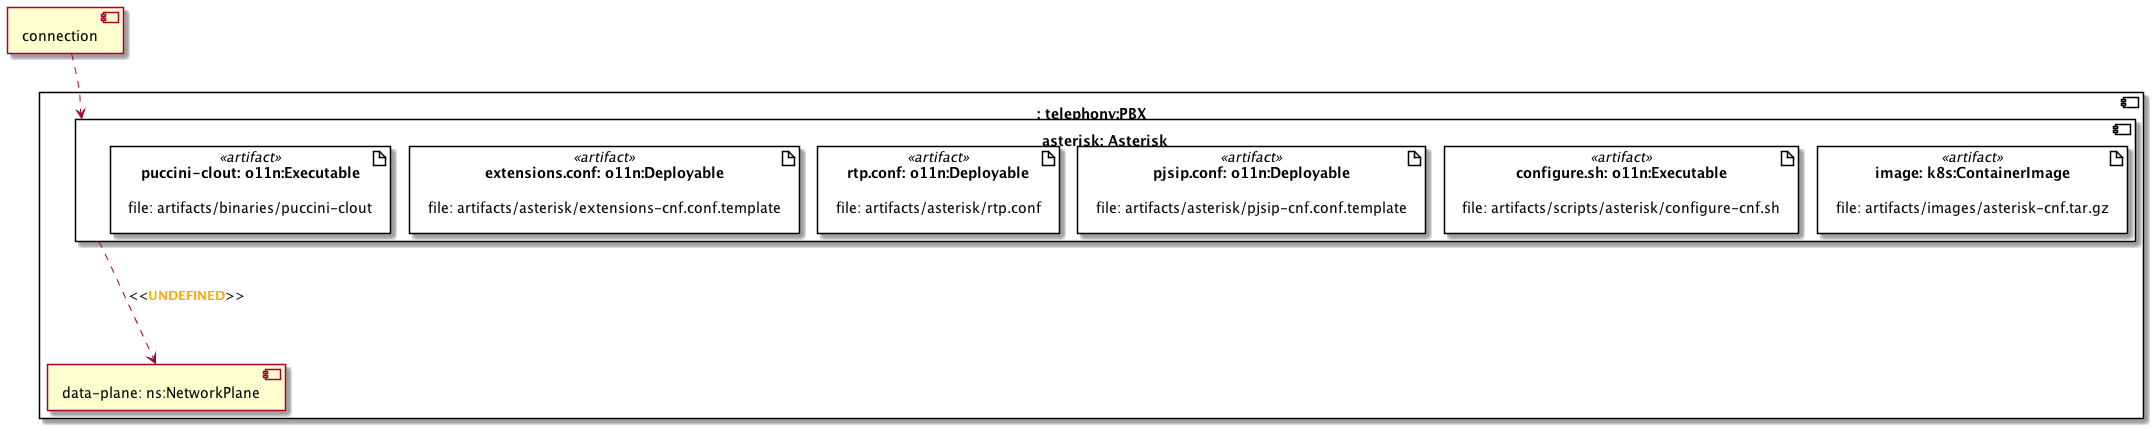 connection
: telephony:PBX
asterisk: Asterisk
«artifact»
puccini-clout: o11n:Executable
file: artifacts/binaries/puccini-clout
«artifact»
extensions.conf: o11n:Deployable
file: artifacts/asterisk/extensions-cnf.conf.template
«artifact»
rtp.conf: o11n:Deployable
file: artifacts/asterisk/rtp.conf
«artifact»
pjsip.conf: o11n:Deployable
file: artifacts/asterisk/pjsip-cnf.conf.template
«artifact»
configure.sh: o11n:Executable
file: artifacts/scripts/asterisk/configure-cnf.sh
«artifact»
image: k8s:ContainerImage
file: artifacts/images/asterisk-cnf.tar.gz
<<UNDEFINED>>
data-plane: ns:NetworkPlane